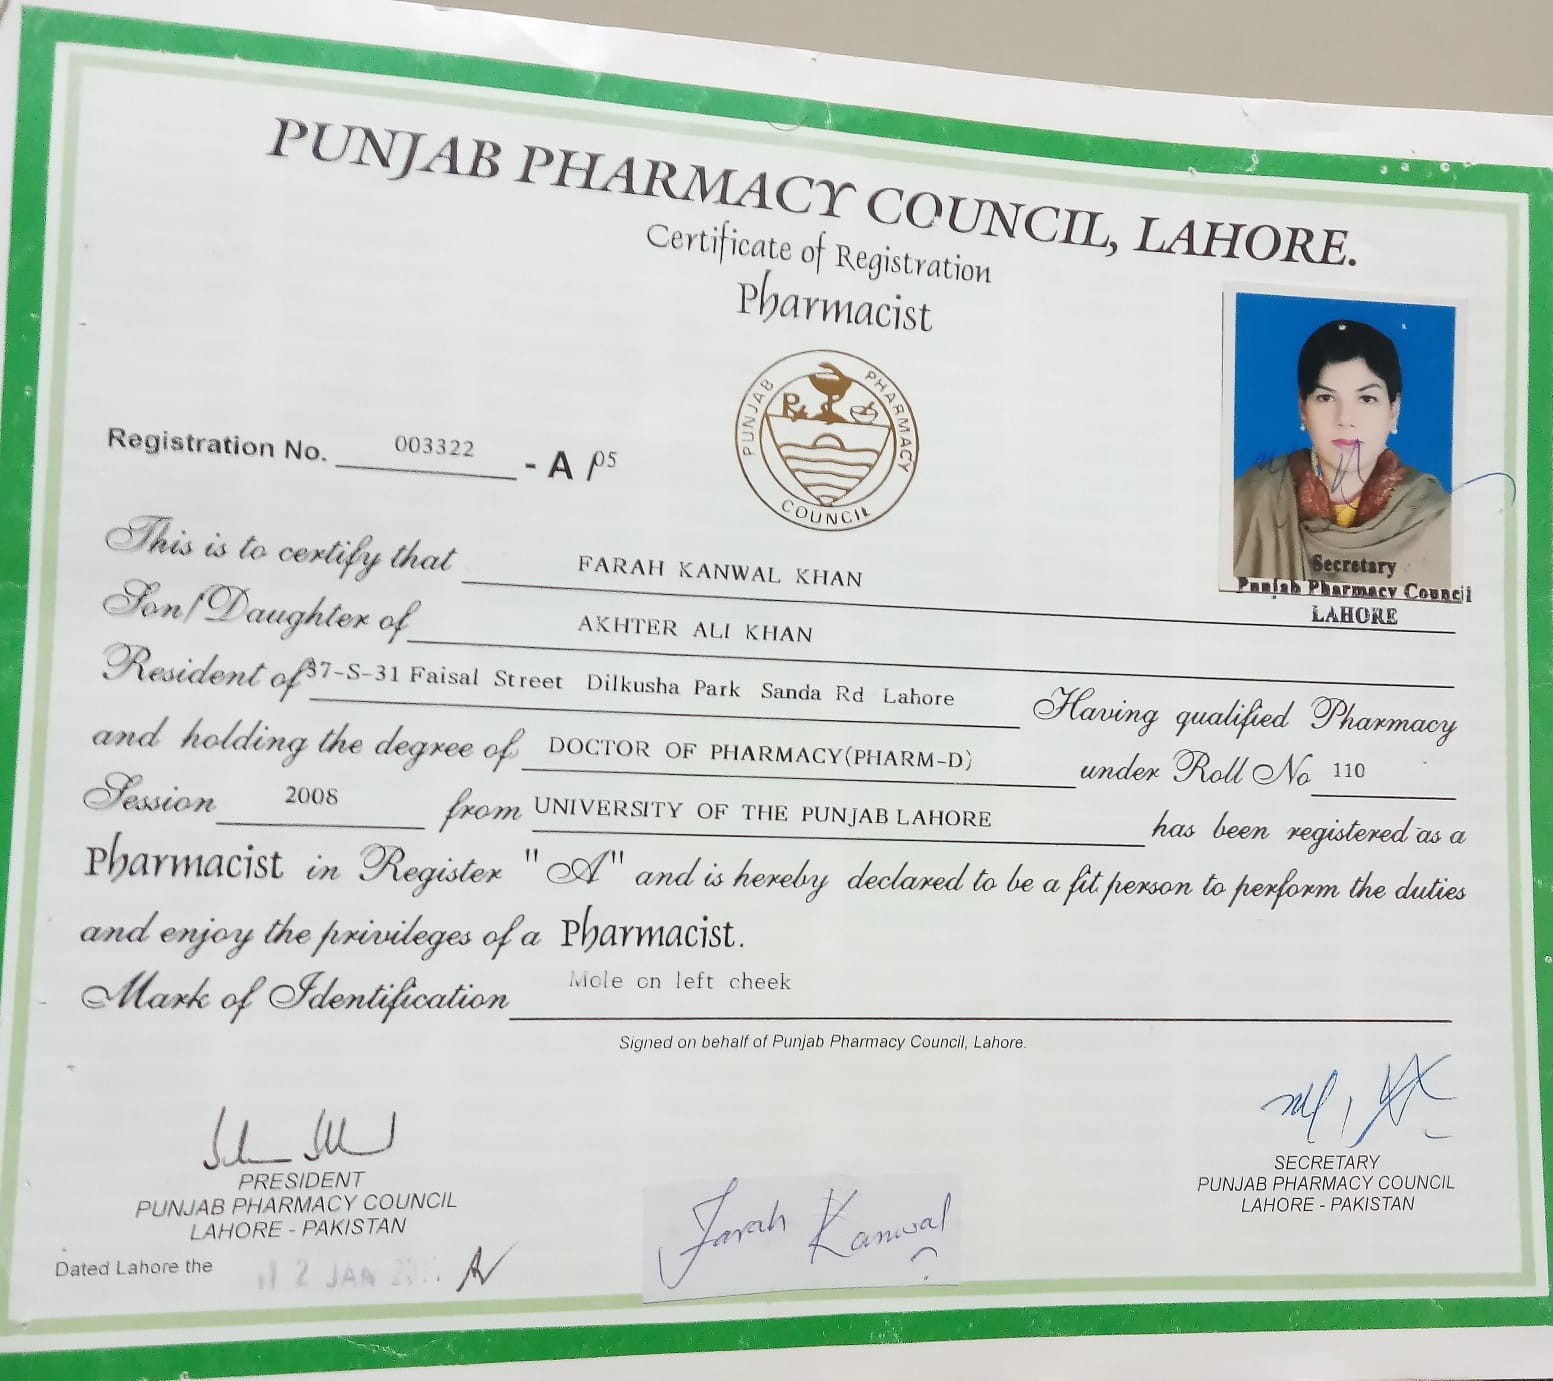 PUNJAB PHARMACY COUNCIL, LAHORE.
Certificate of Registration
Pharmacist
PUNJAB PHARMACY COUNCIL
Registration No. 003322 - A
This is to certify that FARAH KANWAL KHAN
Secretary
Punjab Pharmacy Council
LAHORE
Son/Daughter of AKHTER ALI KHAN
Resident of 37-S-31 Faisal Street Dilkusha Park Sanda Rd Lahore Having qualified Pharmacy
and holding the degree of DOCTOR OF PHARMACY(PHARM-D) under Roll No 110
Session 2008 from UNIVERSITY OF THE PUNJAB LAHORE has been registered as a
Pharmacist in Register "A" and is hereby declared to be a fit person to perform the duties
and enjoy the privileges of a Pharmacist.
Mark of Identification Mole on left cheek
Signed on behalf of Punjab Pharmacy Council, Lahore.
PRESIDENT
PUNJAB PHARMACY COUNCIL
LAHORE - PAKISTAN
SECRETARY
PUNJAB PHARMACY COUNCIL
LAHORE - PAKISTAN
Farah Kanwal
Dated Lahore the 2 JAN